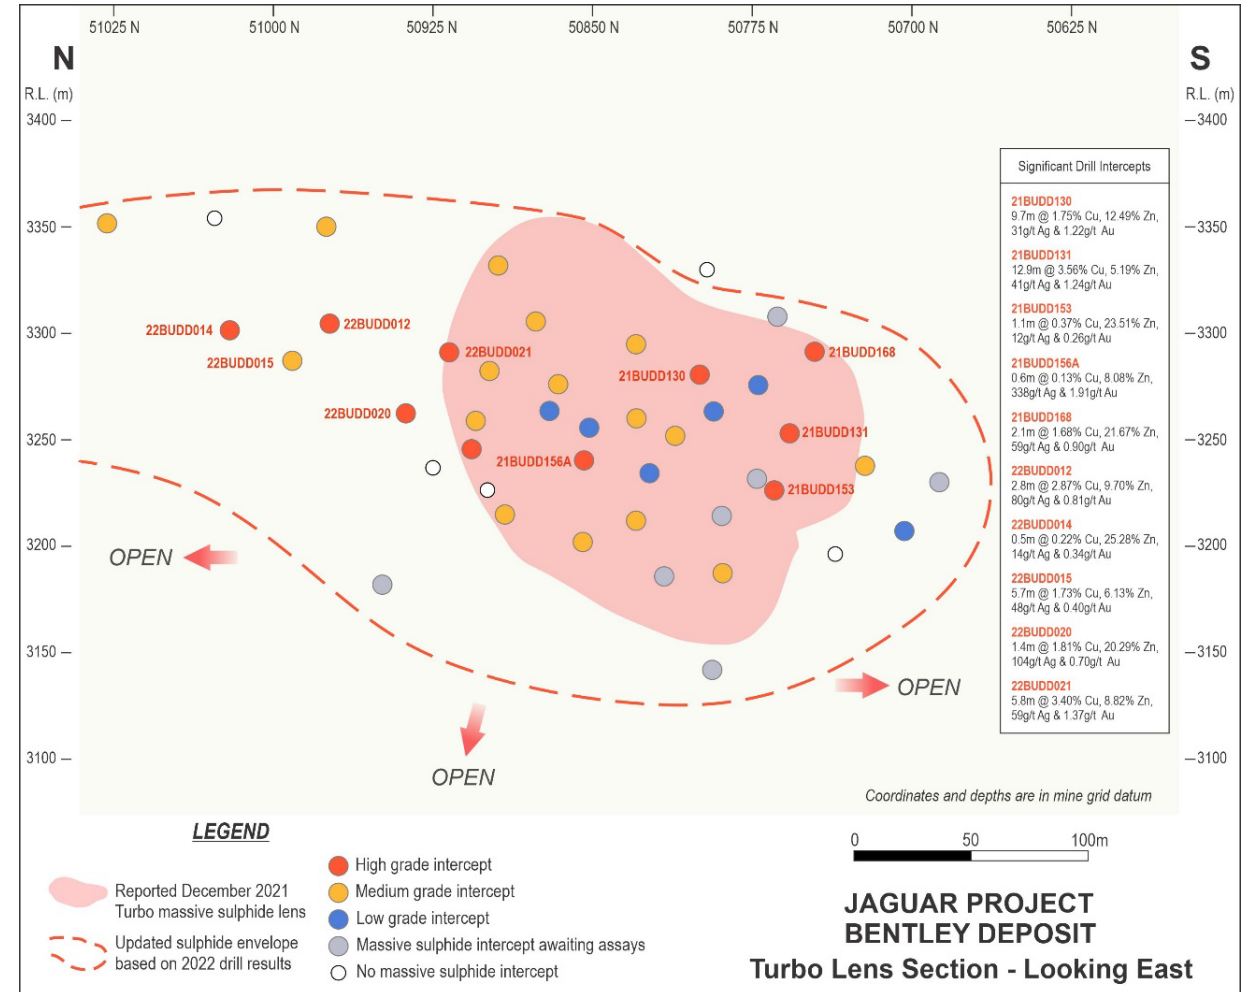 51025 N
51000 N
50925 N
50850 N
50775 N
50700 N
50625 N
N
S
R.L. (m)
R.L. (m)
3400
3400
3350
3350
3300
3300
3250
3250
3200
3200
3150
3150
3100
3100
22BUDD014
22BUDD012
22BUDD015
22BUDD021
21BUDD168
21BUDD130
22BUDD020
21BUDD131
21BUDD156A
21BUDD153
OPEN
OPEN
OPEN
Significant Drill Intercepts
21BUDD130
9.7m @ 1.75% Cu, 12.49% Zn,
31g/t Ag & 1.22g/t Au
21BUDD131
12.9m @ 3.56% Cu, 5.19% Zn,
41g/t Ag & 1.24g/t Au
21BUDD153
1.1m @ 0.37% Cu, 23.51% Zn,
12g/t Ag & 0.26g/t Au
21BUDD156A
0.6m @ 0.13% Cu, 8.08% Zn,
338g/t Ag & 1.91g/t Au
21BUDD168
2.1m @ 1.68% Cu, 21.67% Zn,
59g/t Ag & 0.90g/t Au
22BUDD012
2.8m @ 2.87% Cu, 9.70% Zn,
80g/t Ag & 0.81g/t Au
22BUDD014
0.5m @ 0.22% Cu, 25.28% Zn,
14g/t Ag & 0.34g/t Au
22BUDD015
5.7m @ 1.73% Cu, 6.13% Zn,
48g/t Ag & 0.40g/t Au
22BUDD020
1.4m @ 1.81% Cu, 20.29% Zn,
104g/t Ag & 0.70g/t Au
22BUDD021
5.8m @ 3.40% Cu, 8.82% Zn,
59g/t Ag & 1.37g/t Au
Coordinates and depths are in mine grid datum
LEGEND
Reported December 2021
Turbo massive sulphide lens
Updated sulphide envelope
based on 2022 drill results
High grade intercept
Medium grade intercept
Low grade intercept
Massive sulphide intercept awaiting assays
No massive sulphide intercept
0
50
100m
JAGUAR PROJECT
BENTLEY DEPOSIT
Turbo Lens Section - Looking East